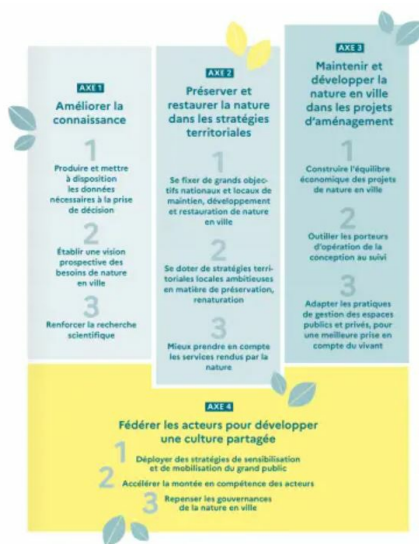 AXE 1
Améliorer la
connaissance
1
Produire et mettre
à disposition
les données
nécessaires à la prise
de décision
2
Établir une vision
prospective des
besoins de nature
en ville
3
Renforcer la recherche
scientifique
AXE 2
Préserver et
restaurer la nature
dans les stratégies
territoriales
1
Se fixer de grands objec-
tifs nationaux et locaux de
maintien, développement
et restauration de nature
en ville
2
Se doter de stratégies terri-
toriales locales ambitieuses
en matière de préservation,
renaturation
3
Mieux prendre en compte
les services rendus par la
nature
AXE 3
Maintenir et
développer la
nature en ville
dans les projets
d'aménagement
1
Construire l'équilibre
économique des projets
de nature en ville
2
Outiller les porteurs
d'opération de la
conception au suivi
3
Adapter les pratiques
de gestion des espaces
publics et privés, pour
une meilleure prise en
compte du vivant
AXE 4
Fédérer les acteurs pour développer
une culture partagée
1 Déployer des stratégies de sensibilisation
et de mobilisation du grand public
2 Accélérer la montée en compétence des acteurs
3 Repenser les gouvernances
de la nature en ville